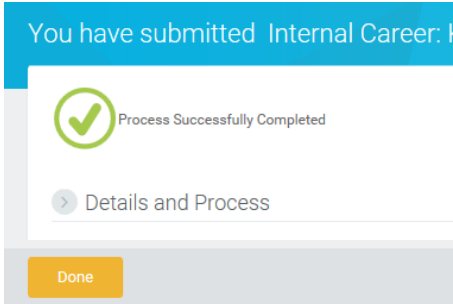 You have submitted Internal Career:
Process Successfully Completed
Details and Process
Done